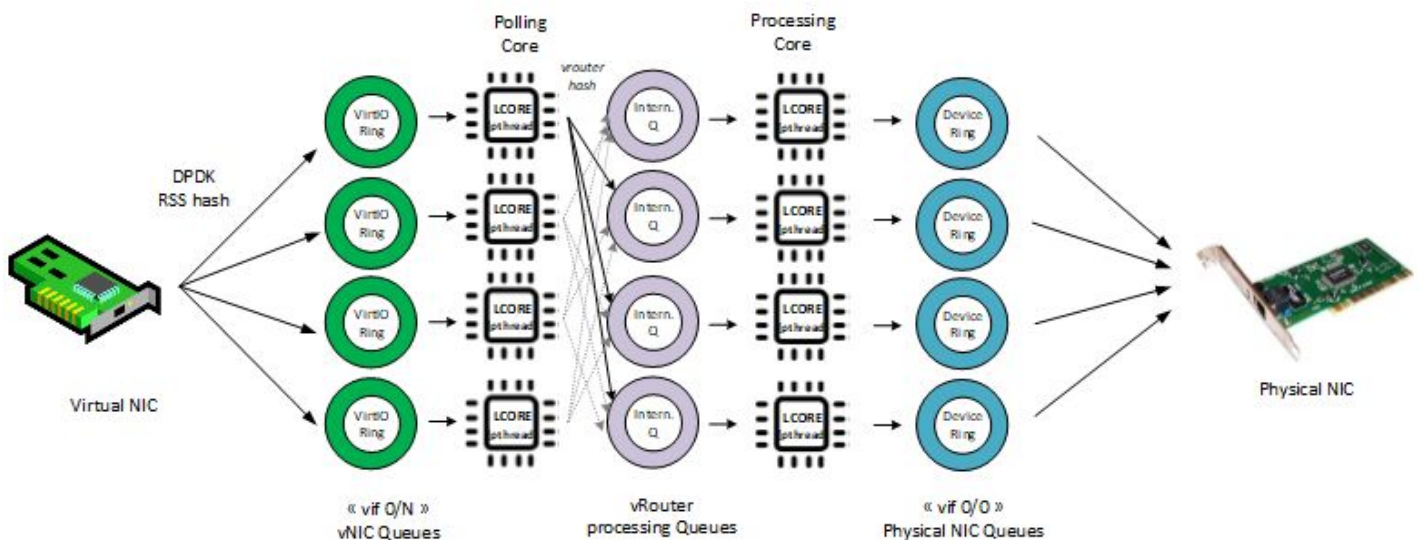 Polling
Core
Processing
Core
vrouter
hash
DPDK
RSS hash
VirtIO
Ring
LCORE
pthread
Intern.
Q
LCORE
pthread
Device
Ring
VirtIO
Ring
LCORE
pthread
Intern.
Q
LCORE
pthread
Device
Ring
VirtIO
Ring
LCORE
pthread
Intern.
Q
LCORE
pthread
Device
Ring
VirtIO
Ring
LCORE
pthread
Intern.
Q
LCORE
pthread
Device
Ring
Virtual NIC
Physical NIC
« vif 0/N »
vNIC Queues
vRouter
processing Queues
« vif 0/0 »
Physical NIC Queues